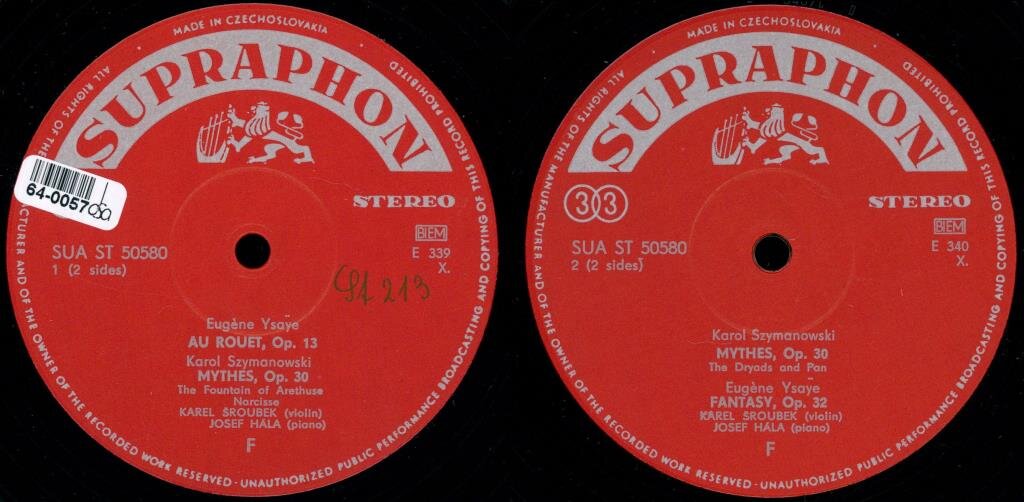 MADE IN CZECHOSLOVAKIA
SUPRAPHON
ALL RIGHTS OF THE MANUFACTURER AND OF THE OWNER OF THE RECORDED WORK RESERVED - UNAUTHORIZED PUBLIC PERFORMANCE BROADCASTING AND COPYING OF THIS RECORD PROHIBITED
64-0057
STEREO
BIEM
E 339
X.
SUA ST 50580
1 (2 sides)
St 213
Eugène Ysaÿe
AU ROUET, Op. 13
Karol Szymanowski
MYTHES, Op. 30
The Fountain of Arethuse
Narcisse
KAREL ŠROUBEK (violin)
JOSEF HÁLA (piano)
F
MADE IN CZECHOSLOVAKIA
SUPRAPHON
ALL RIGHTS OF THE MANUFACTURER AND OF THE OWNER OF THE RECORDED WORK RESERVED - UNAUTHORIZED PUBLIC PERFORMANCE BROADCASTING AND COPYING OF THIS RECORD PROHIBITED
33
STEREO
BIEM
E 340
X.
SUA ST 50580
2 (2 sides)
Karol Szymanowski
MYTHES, Op. 30
The Dryads and Pan
Eugène Ysaÿe
FANTASY, Op. 32
KAREL ŠROUBEK (violin)
JOSEF HÁLA (piano)
F